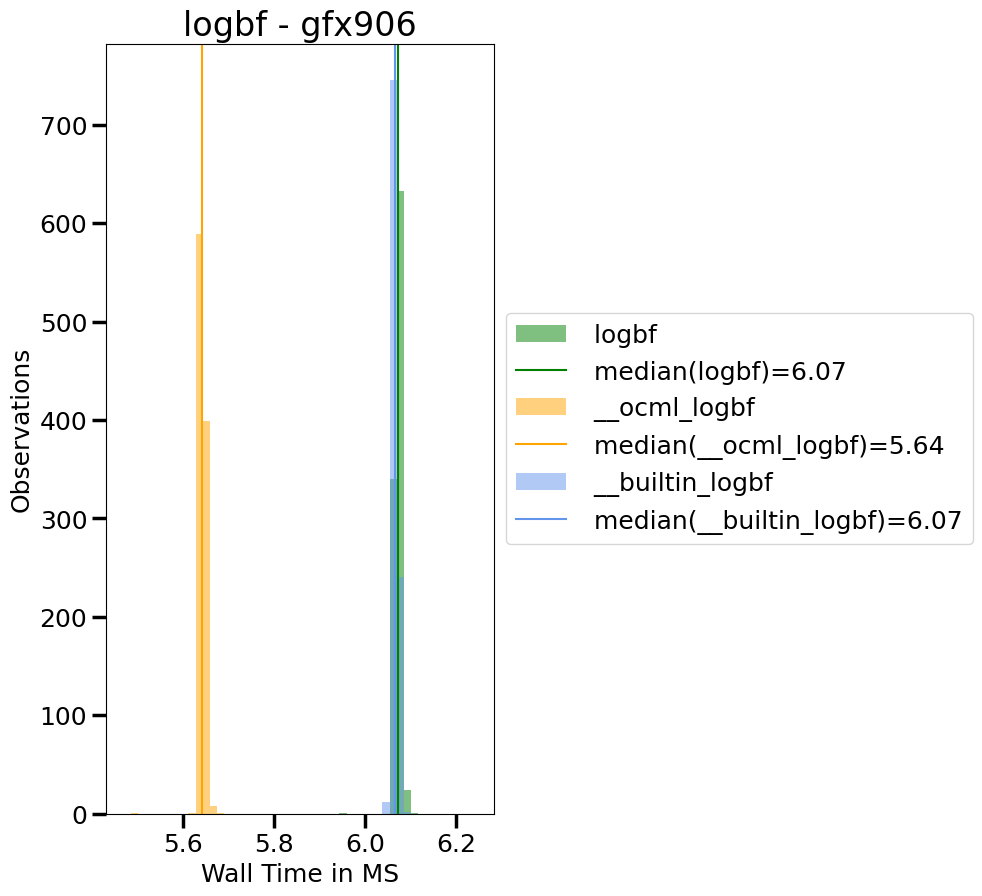 logbf - gfx906
Observations
700
600
500
400
300
200
100
0
5.6
5.8
6.0
6.2
Wall Time in MS
logbf
median(logbf)=6.07
__ocml_logbf
median(__ocml_logbf)=5.64
__builtin_logbf
median(__builtin_logbf)=6.07